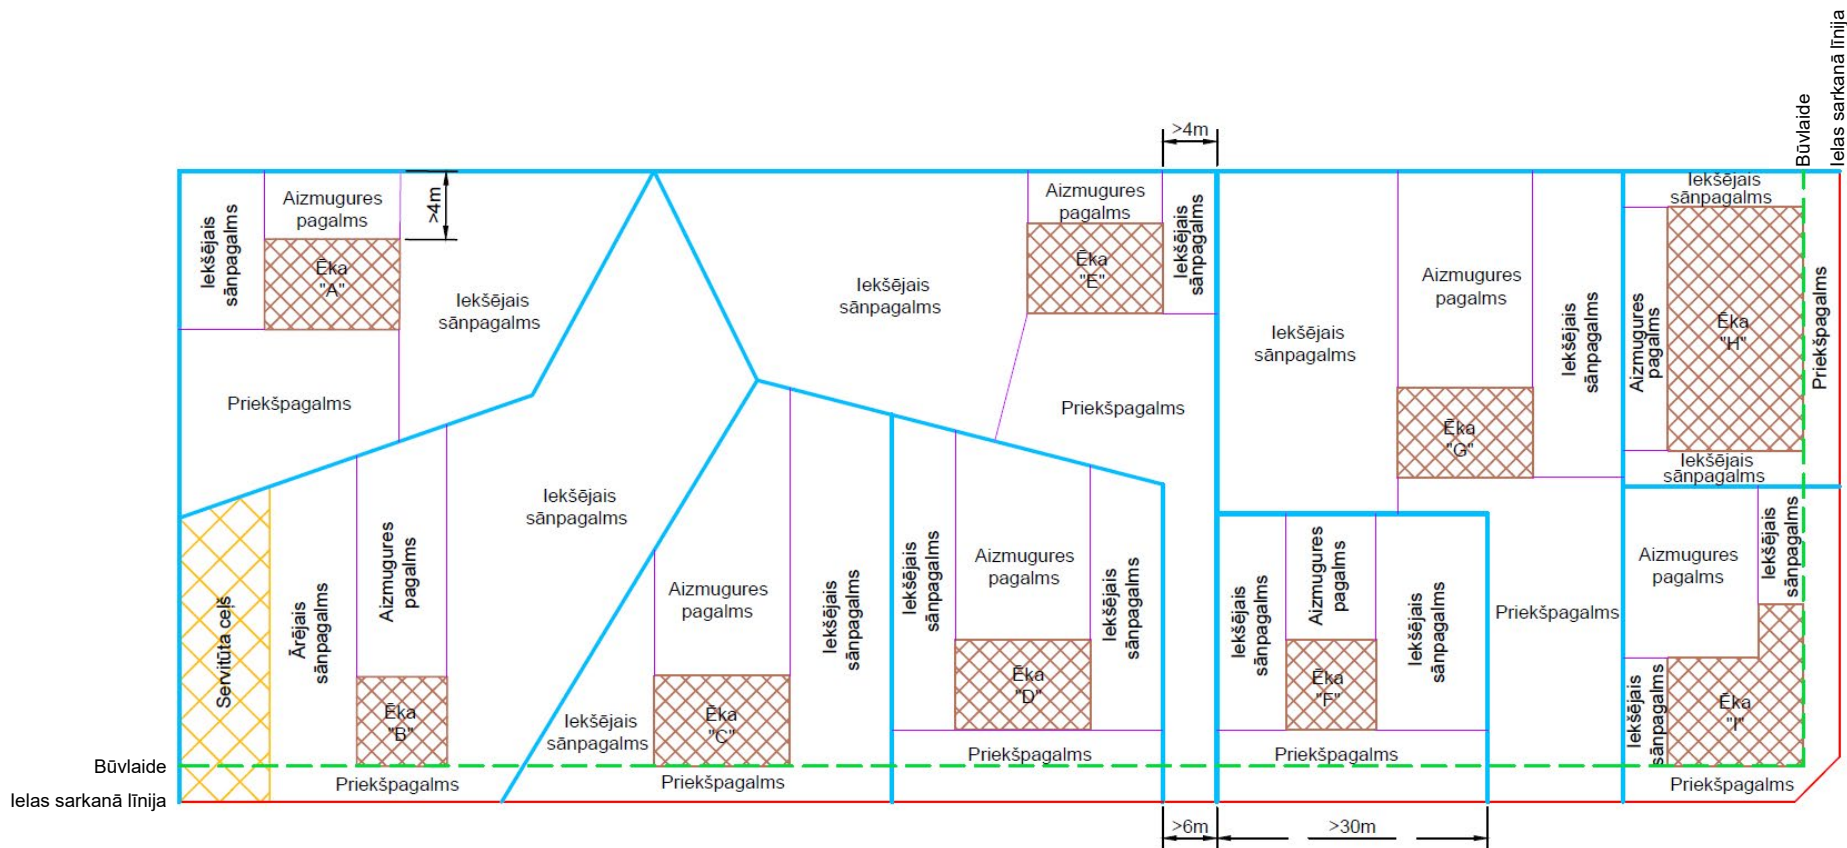 Ielas sarkanā līnija
Būvlaide
>4m
Iekšējais
sānpagalms
Aizmugures
pagalms
>4m
Ēka
"A"
Iekšējais
sānpagalms
Priekšpagalms
Iekšējais
sānpagalms
Aizmugures
pagalms
Ēka
"E"
Iekšējais
sānpagalms
Priekšpagalms
Iekšējais
sānpagalms
Aizmugures
pagalms
Iekšējais
sānpagalms
Ēka
"G"
Iekšējais
sānpagalms
Aizmugures
pagalms
Ēka
"H"
Priekšpagalms
Iekšējais
sānpagalms
Servitūta ceļš
Ārējais
sānpagalms
Aizmugures
pagalms
Ēka
"B"
Iekšējais
sānpagalms
Priekšpagalms
Iekšējais
sānpagalms
Aizmugures
pagalms
Ēka
"C"
Iekšējais
sānpagalms
Priekšpagalms
Iekšējais
sānpagalms
Aizmugures
pagalms
Iekšējais
sānpagalms
Ēka
"D"
Priekšpagalms
Iekšējais
sānpagalms
Aizmugures
pagalms
Iekšējais
sānpagalms
Ēka
"F"
Priekšpagalms
Priekšpagalms
Aizmugures
pagalms
Iekšējais
sānpagalms
Iekšējais
sānpagalms
Ēka
"I"
Priekšpagalms
Būvlaide
Ielas sarkanā līnija
>6m
>30m